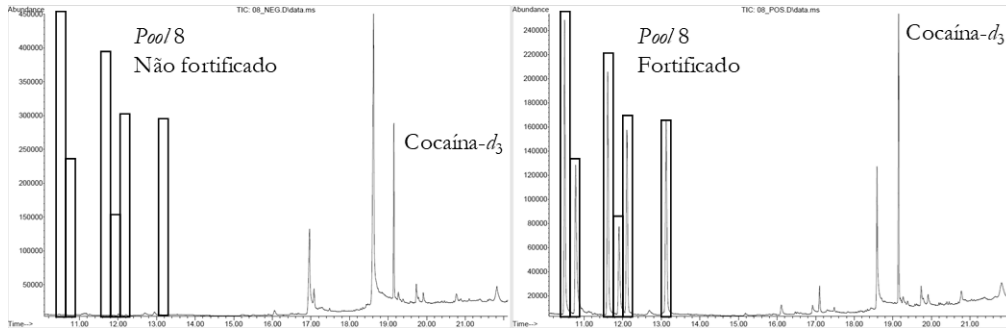 Abundance
TIC: 08_NEG.D\data.ms
450000
400000
350000
300000
250000
200000
150000
100000
50000
Pool 8
Não fortificado
Cocaína-d3
11.00 12.00 13.00 14.00 15.00 16.00 17.00 18.00 19.00 20.00 21.00
Time-->
Abundance
TIC: 08_POS.D\data.ms
240000
220000
200000
180000
160000
140000
120000
100000
80000
60000
40000
20000
Pool 8
Fortificado
Cocaína-d3
11.00 12.00 13.00 14.00 15.00 16.00 17.00 18.00 19.00 20.00 21.00
Time-->